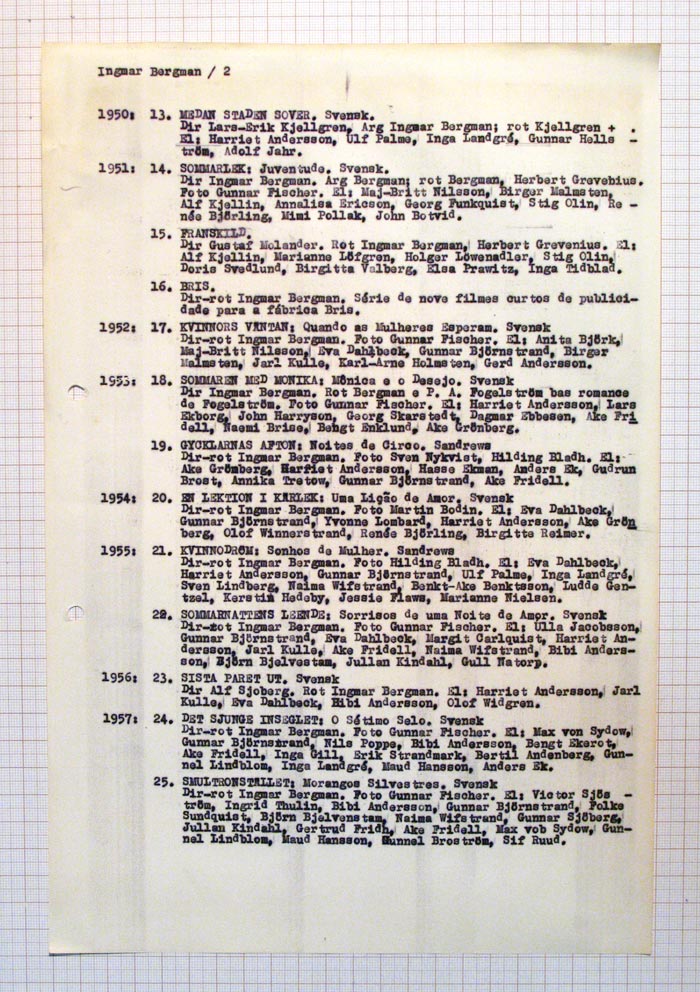 Ingmar Bergman / 2
1950: 13. MEDAN STADEN SOVER. Svensk.
Dir Lars-Erik Kjellgren, Arg Ingmar Bergman; rot Kjellgren + .
El: Harriet Andersson, Ulf Palme, Inga Landgré, Gunnar Hells -
tröm, Adolf Jahr.
1951: 14. SOMMARLEK: Juventude. Svensk.
Dir Ingmar Bergman. Arg Bergman; rot Bergman, Herbert Grevebius.
Foto Gunnar Fischer. El: Maj-Britt Nilsson, Birger Malmsten,
Alf Kjellin, Annalisa Ericson, Georg Funkquist, Stig Olin, Re -
née Björling, Mimi Pollak, John Botvid.
15. FRANSKILD.
Dir Gustaf Molander. Rot Ingmar Bergman, Herbert Grevenius. El:
Alf Kjellin, Marianne Löfgren, Holger Löwenadler, Stig Olin,
Doris Svedlund, Birgitta Valberg, Elsa Prawitz, Inga Tidblad.
16. BRIS.
Dir-rot Ingmar Bergman. Série de nove filmes curtos de publici-
dade para a fábrica Bris.
1952: 17. KVINNORS VÄNTAN: Quando as Mulheres Esperam. Svensk
Dir-rot Ingmar Bergman. Foto Gunnar Fischer. El: Anita Björk,
Maj-Britt Nilsson, Eva Dahlbeck, Gunnar Björnstrand, Birger
Malmsten, Jarl Kulle, Karl-Arne Holmsten, Gerd Andersson.
1953: 18. SOMMAREN MED MONIKA: Mônica e o Desejo. Svensk
Dir Ingmar Bergman. Rot Bergman e P. A. Fogelström bas romance
de Fogelström. Foto Gunnar Fischer. El: Harriet Andersson, Lars
Ekborg, John Harryson, Georg Skarstedt, Dagmar Ebbesen, Ake Fri
dell, Naemi Brise, Bengt Enklund, Ake Grönberg.
19. GYCKLARNAS AFTON: Noites de Circo. Sandrews
Dir-rot Ingmar Bergman. Foto Sven Nykvist, Hilding Bladh. El:
Ake Grömberg, Harriet Andersson, Hasse Ekman, Anders Ek, Gudrun
Brost, Annika Tretow, Gunnar Björnstrand, Ake Fridell.
1954: 20. EN LEKTION I KÄRLEK: Uma Lição de Amor. Svensk
Dir-rot Ingmar Bergman. Foto Martin Bodin. El: Eva Dahlbeck,
Gunnar Björnstrand, Yvonne Lombard, Harriet Andersson, Ake Grön
berg, Olof Winnerstrand, Renée Björling, Birgitte Reimer.
1955: 21. KVINNODRÖM: Sonhos de Mulher. Sandrews
Dir-rot Ingmar Bergman. Foto Hilding Bladh. El: Eva Dahlbeck,
Harriet Andersson, Gunnar Björnstrand, Ulf Palme, Inga Landgré,
Sven Lindberg, Naima Wifstrand, Benkt-Ake Benktsson, Ludde Gen-
tzel, Kerstin Hedeby, Jessie Flaws, Marianne Nielsen.
22. SOMMARNATTENS LEENDE: Sorrisos de uma Noite de Ampr. Svensk
Dir-rot Ingmar Bergman. Foto Gunnar Fischer. El: Ulla Jacobsson,
Gunnar Björnstrand, Eva Dahlbeck, Margit Carlquist, Harriet An-
dersson, Jarl Kulle, Ake Fridell, Naima Wifstrand, Bibi Anders-
son, Björn Bjelvestam, Jullan Kindahl, Gull Natorp.
1956: 23. SISTA PARET UT. Svensk
Dir Alf Sjoberg. Rot Ingmar Bergman. El: Harriet Andersson, Jarl
Kulle, Eva Dahlbeck, Bibi Andersson, Olof Widgren.
1957: 24. DET SJUNGE INSEGLET: O Sétimo Selo. Svensk
Dir-rot Ingmar Bergman. Foto Gunnar Fischer. El: Max von Sydow,
Gunnar Björnstrand, Nils Poppe, Bibi Andersson, Bengt Ekerot,
Ake Fridell, Inga Gill, Erik Strandmark, Bertil Andenberg, Gun-
nel Lindblom, Inga Landgré, Maud Hansson, Anders Ek.
25. SMULTRONSTALLET: Morangos Silvestres. Svensk
Dir-rot Ingmar Bergman. Foto Gunnar Fischer. El: Victor Sjös -
tröm, Ingrid Thulin, Bibi Andersson, Gunnar Björnstrand, Folke
Sundquist, Björn Bjelvenstam, Naima Wifstrand, Gunnar Sjöberg,
Jullan Kindahl, Gertrud Fridh, Ake Fridell, Max vob Sydow, Gun-
nel Lindblom, Maud Hansson, Gunnel Broström, Sif Ruud.